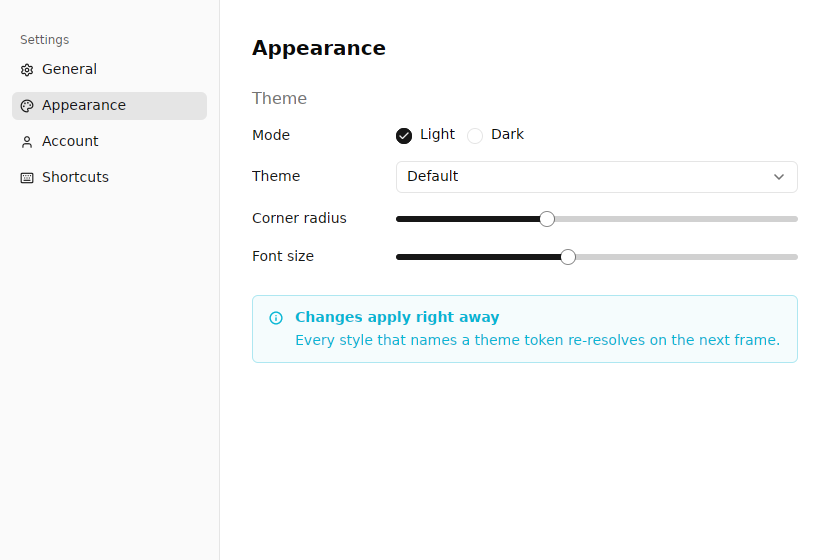 Settings
General
Appearance
Account
Shortcuts
Appearance
Theme
Mode
Light
Dark
Theme
Default
Corner radius
Font size
Changes apply right away
Every style that names a theme token re-resolves on the next frame.